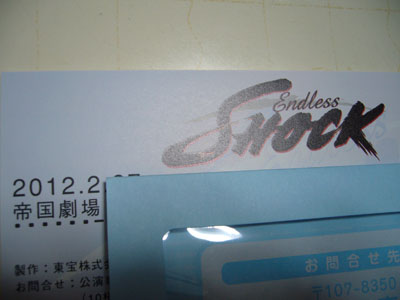 Endless
SHOCK
2012.2
帝国劇場
製作：東宝株式
お問合せ：公演
(10
お問合せ先
〒107-8350